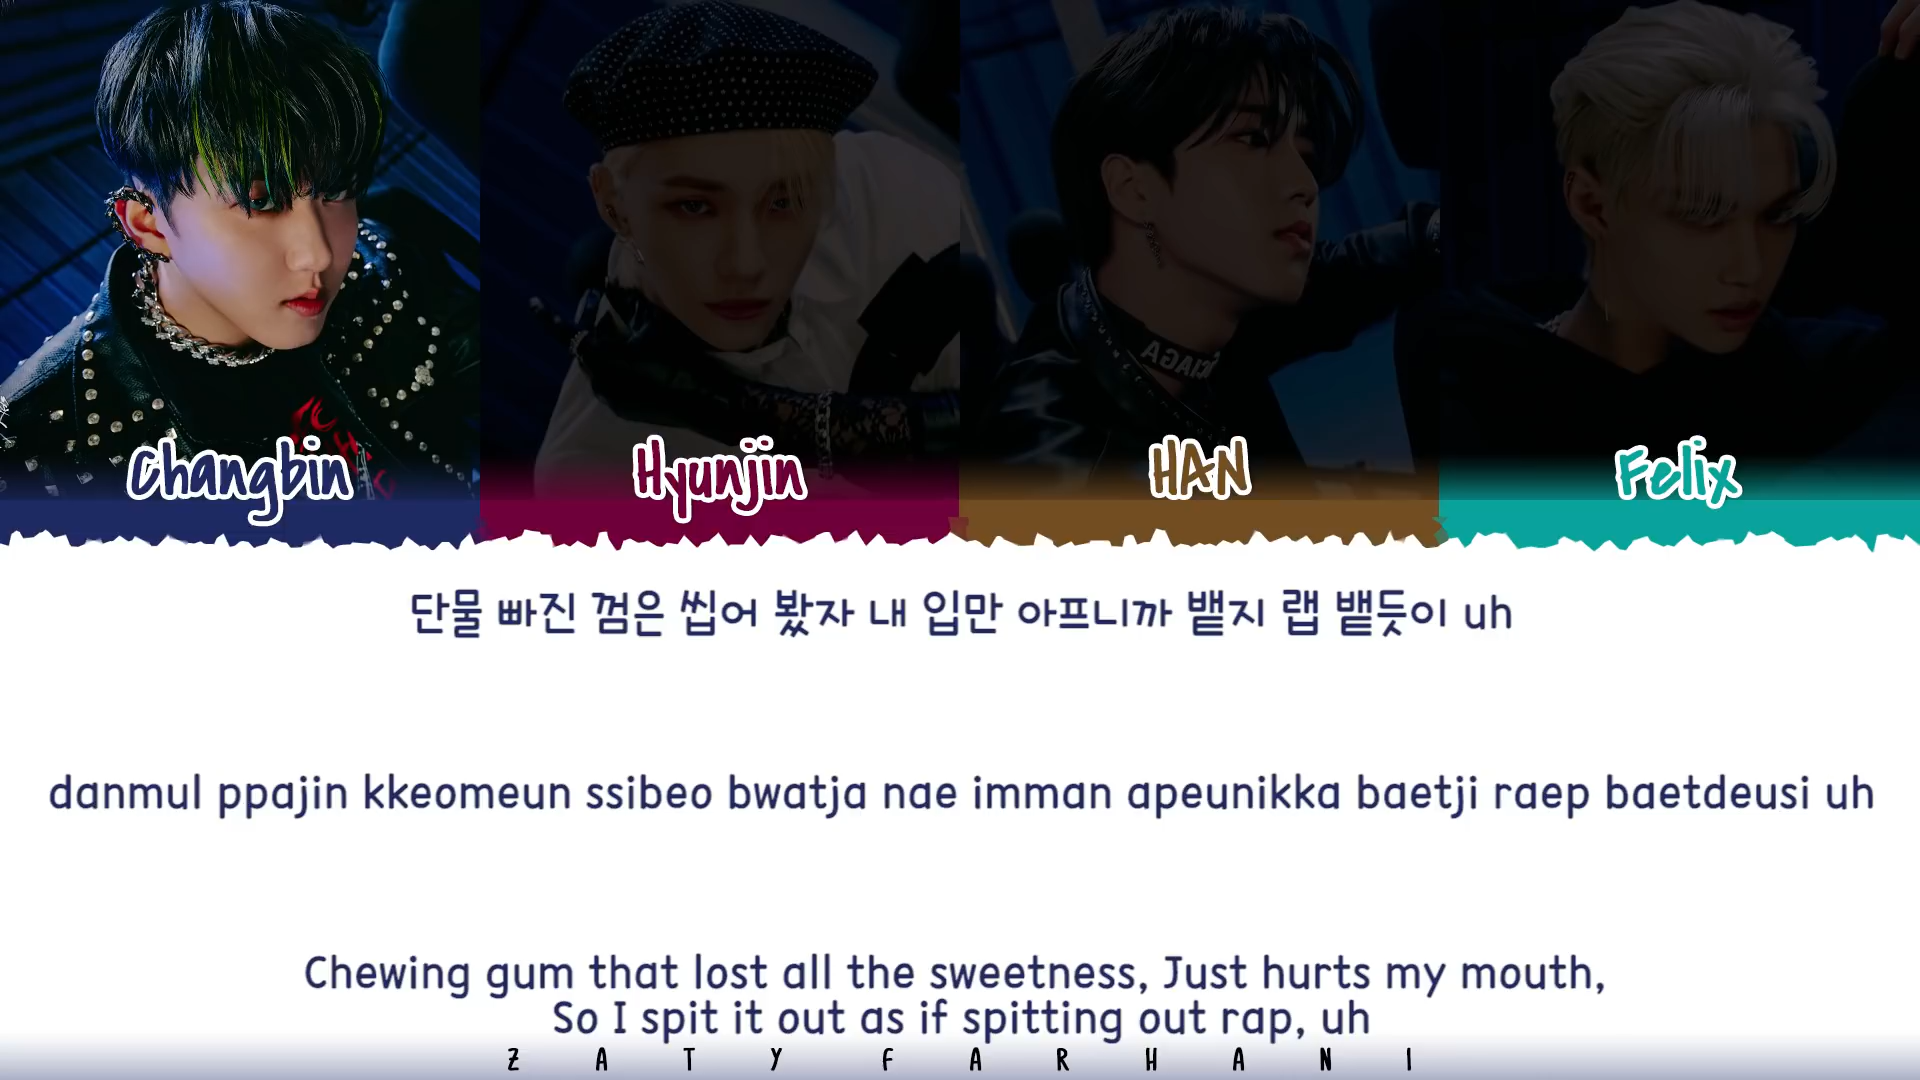 Changbin
Hyunjin
HAN
Felix
단물 빠진 껌은 씹어 봤자 내 입만 아프니까 뱉지 랩 뱉듯이 uh
danmul ppajin kkeomeun ssibeo bwatja nae imman apeunikka baetji raep baetdeusi uh
Chewing gum that lost all the sweetness, Just hurts my mouth,
So I spit it out as if spitting out rap, uh
ZATY FARHANI